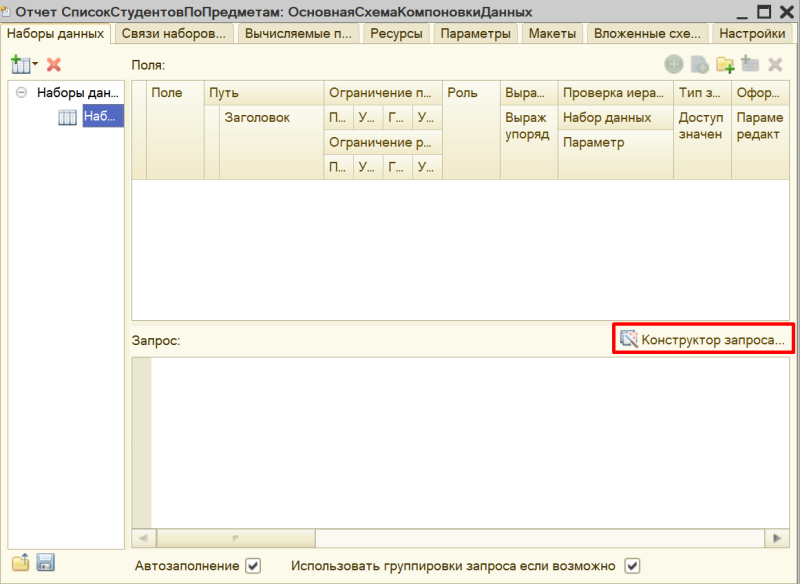 Отчет СписокСтудентовПоПредметам: ОсновнаяСхемаКомпоновкиДанных
Наборы данных Связи наборов... Вычисляемые п... Ресурсы Параметры Макеты Вложенные схе... Настройки
Поля:
Наборы дан...
Наб...
Поле Путь Ограничение п... Роль Выра... Проверка иера... Тип з... Офор...
Заголовок П... У... Г... У... Выраж Набор данных Доступ Параме
упоряд значен редакт
Ограничение р... Параметр
П... У... Г... У...
Запрос: Конструктор запроса...
Автозаполнение Использовать группировки запроса если возможно